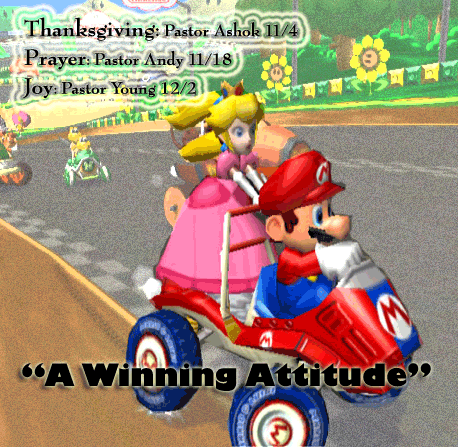 Thanksgiving: Pastor Ashok 11/4
Prayer: Pastor Andy 11/18
Joy: Pastor Young 12/2
M
M
M
"A Winning Attitude"